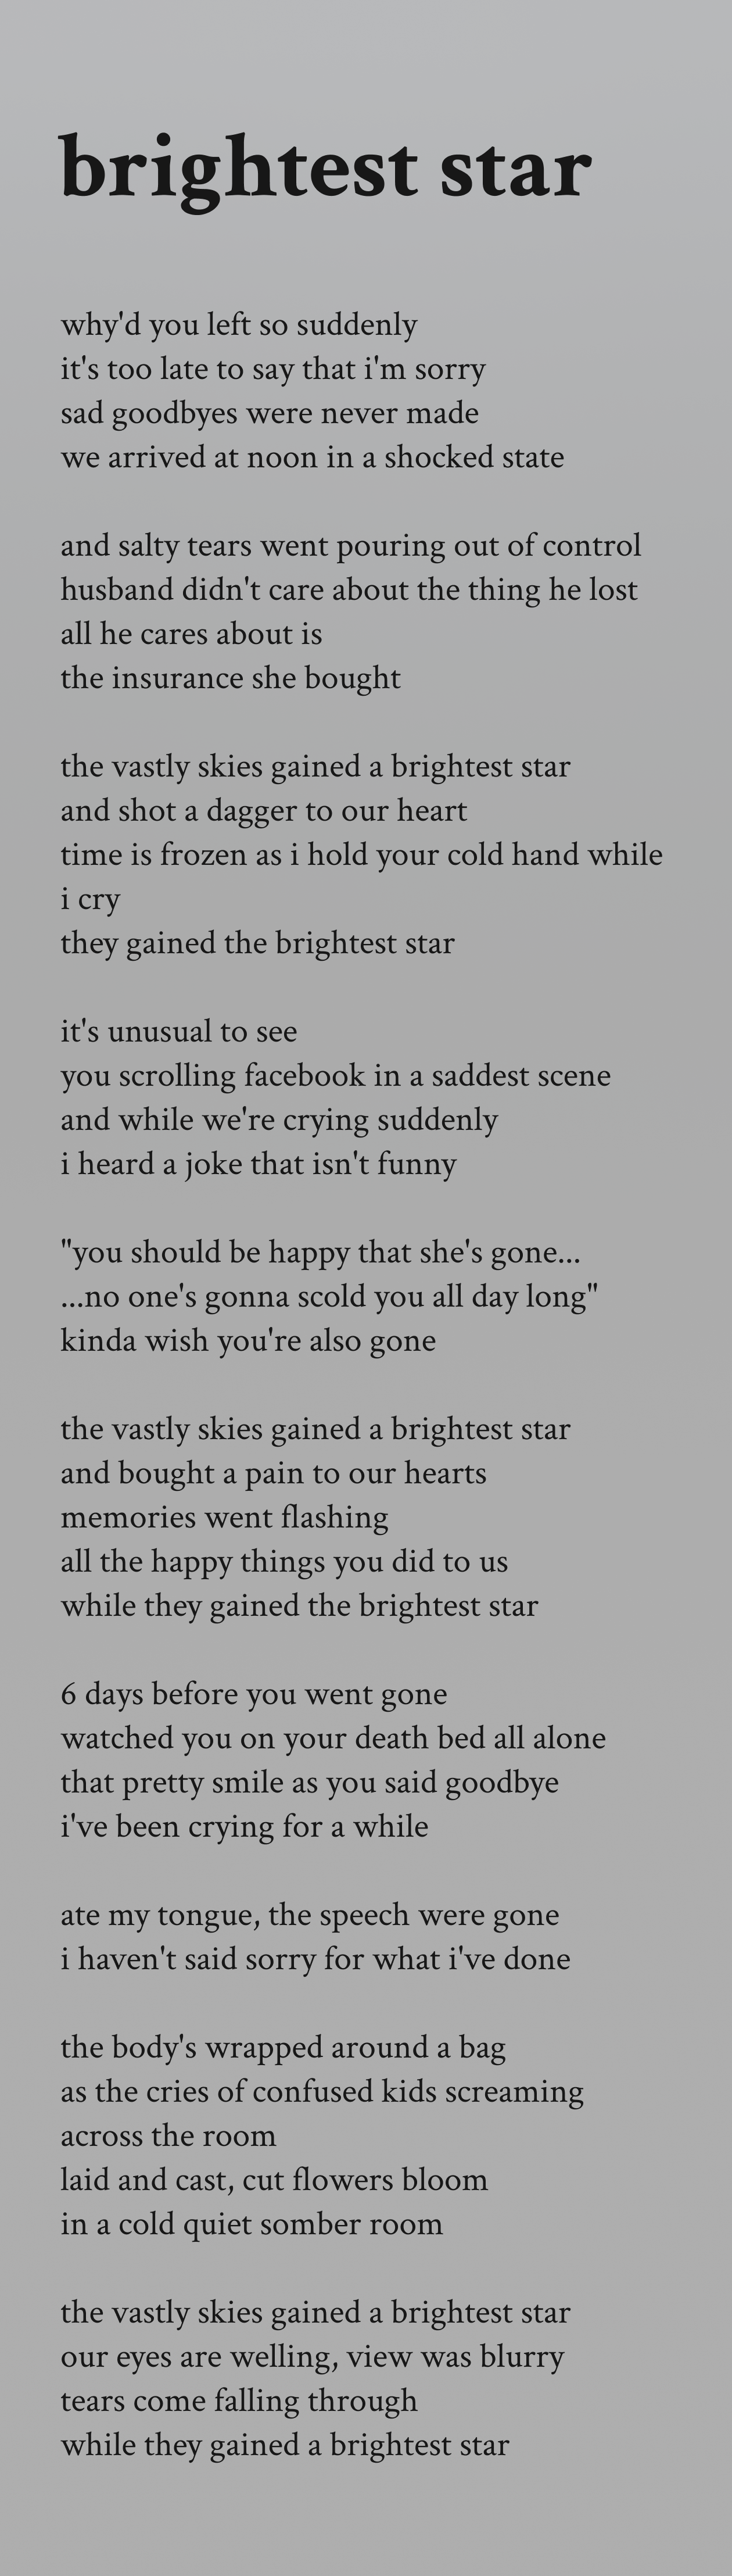 brightest star
why'd you left so suddenly
it's too late to say that i'm sorry
sad goodbyes were never made
we arrived at noon in a shocked state
and salty tears went pouring out of control
husband didn't care about the thing he lost
all he cares about is
the insurance she bought
the vastly skies gained a brightest star
and shot a dagger to our heart
time is frozen as i hold your cold hand while
i cry
they gained the brightest star
it's unusual to see
you scrolling facebook in a saddest scene
and while we're crying suddenly
i heard a joke that isn't funny
"you should be happy that she's gone...
...no one's gonna scold you all day long"
kinda wish you're also gone
the vastly skies gained a brightest star
and bought a pain to our hearts
memories went flashing
all the happy things you did to us
while they gained the brightest star
6 days before you went gone
watched you on your death bed all alone
that pretty smile as you said goodbye
i've been crying for a while
ate my tongue, the speech were gone
i haven't said sorry for what i've done
the body's wrapped around a bag
as the cries of confused kids screaming
across the room
laid and cast, cut flowers bloom
in a cold quiet somber room
the vastly skies gained a brightest star
our eyes are welling, view was blurry
tears come falling through
while they gained a brightest star